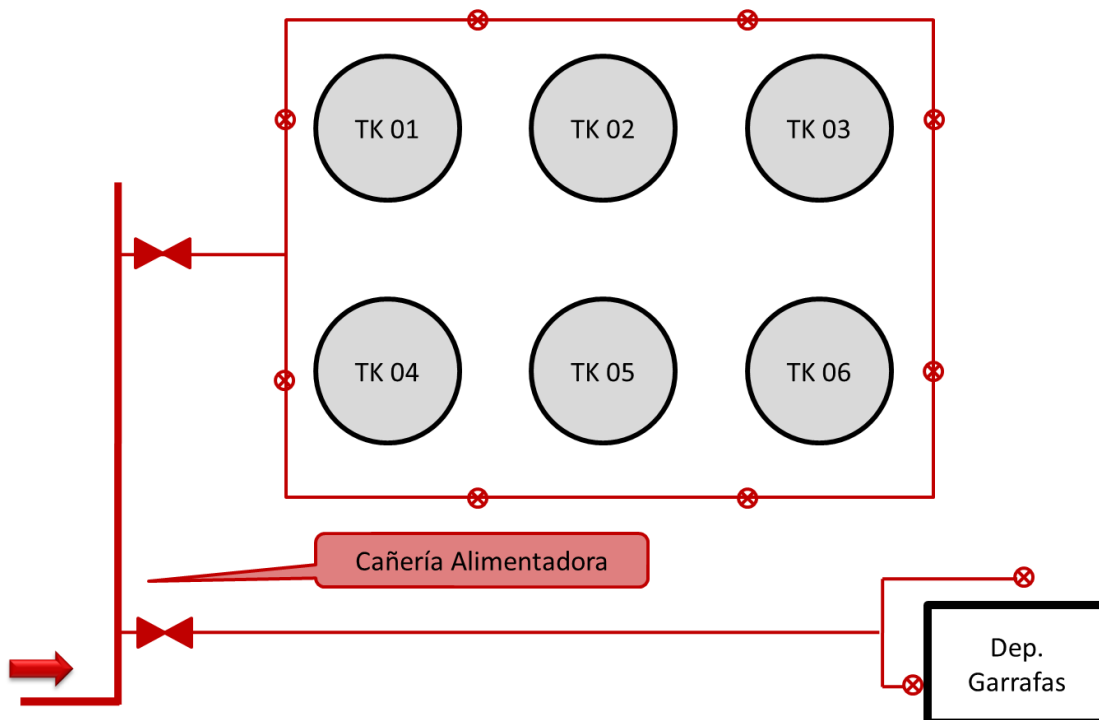 TK 01
TK 02
TK 03
TK 04
TK 05
TK 06
Cañería Alimentadora
Dep.
Garrafas